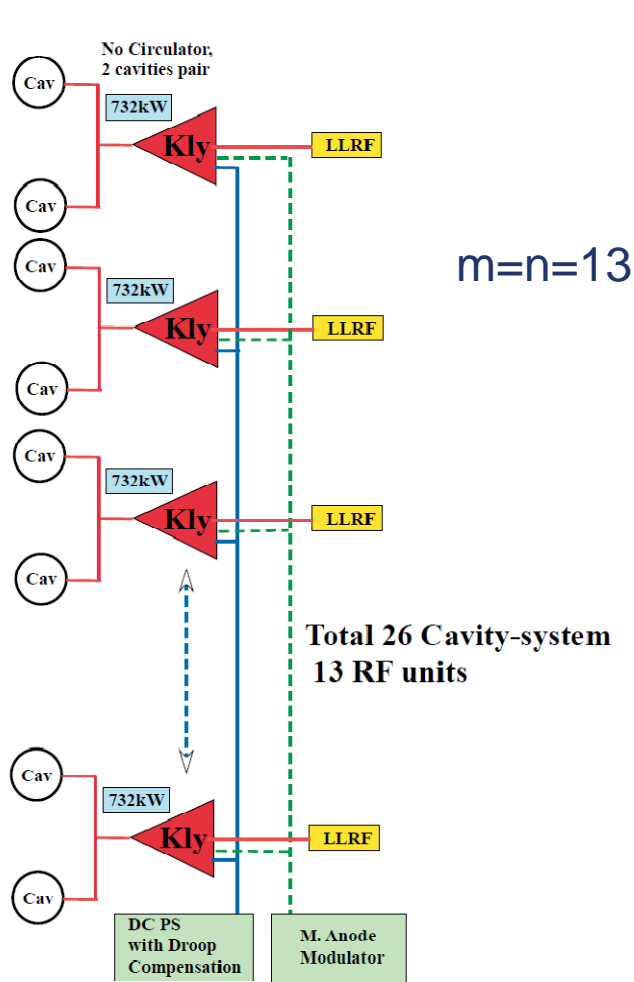 No Circulator,
2 cavities pair
Cav
732kW
Kly
LLRF
Cav
m=n=13
Cav
732kW
Kly
LLRF
Cav
Cav
732kW
Kly
LLRF
Cav
Total 26 Cavity-system
13 RF units
Cav
732kW
Kly
LLRF
Cav
DC PS
with Droop
Compensation
M. Anode
Modulator